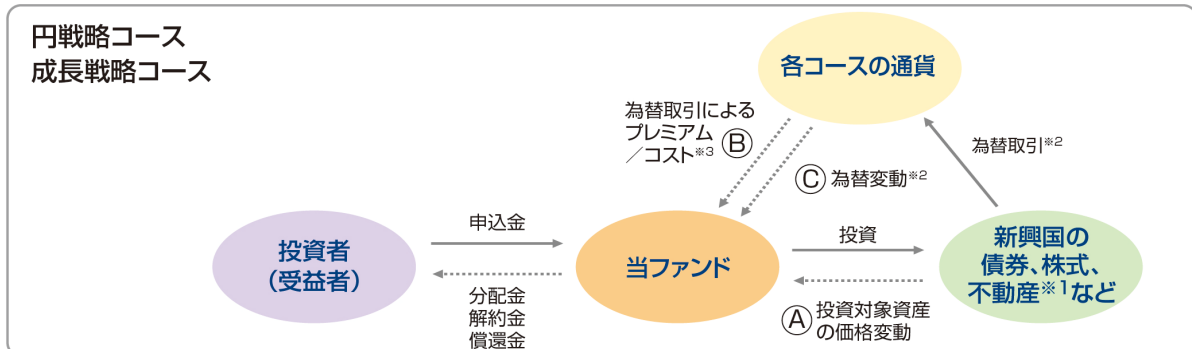 円戦略コース
成長戦略コース
各コースの通貨
為替取引による
プレミアム
／コスト※3 Ⓑ
Ⓒ 為替変動※2
為替取引※2
投資者
（受益者）
申込金
分配金
解約金
償還金
当ファンド
投資
Ⓐ 投資対象資産
の価格変動
新興国の
債券、株式、
不動産※1など